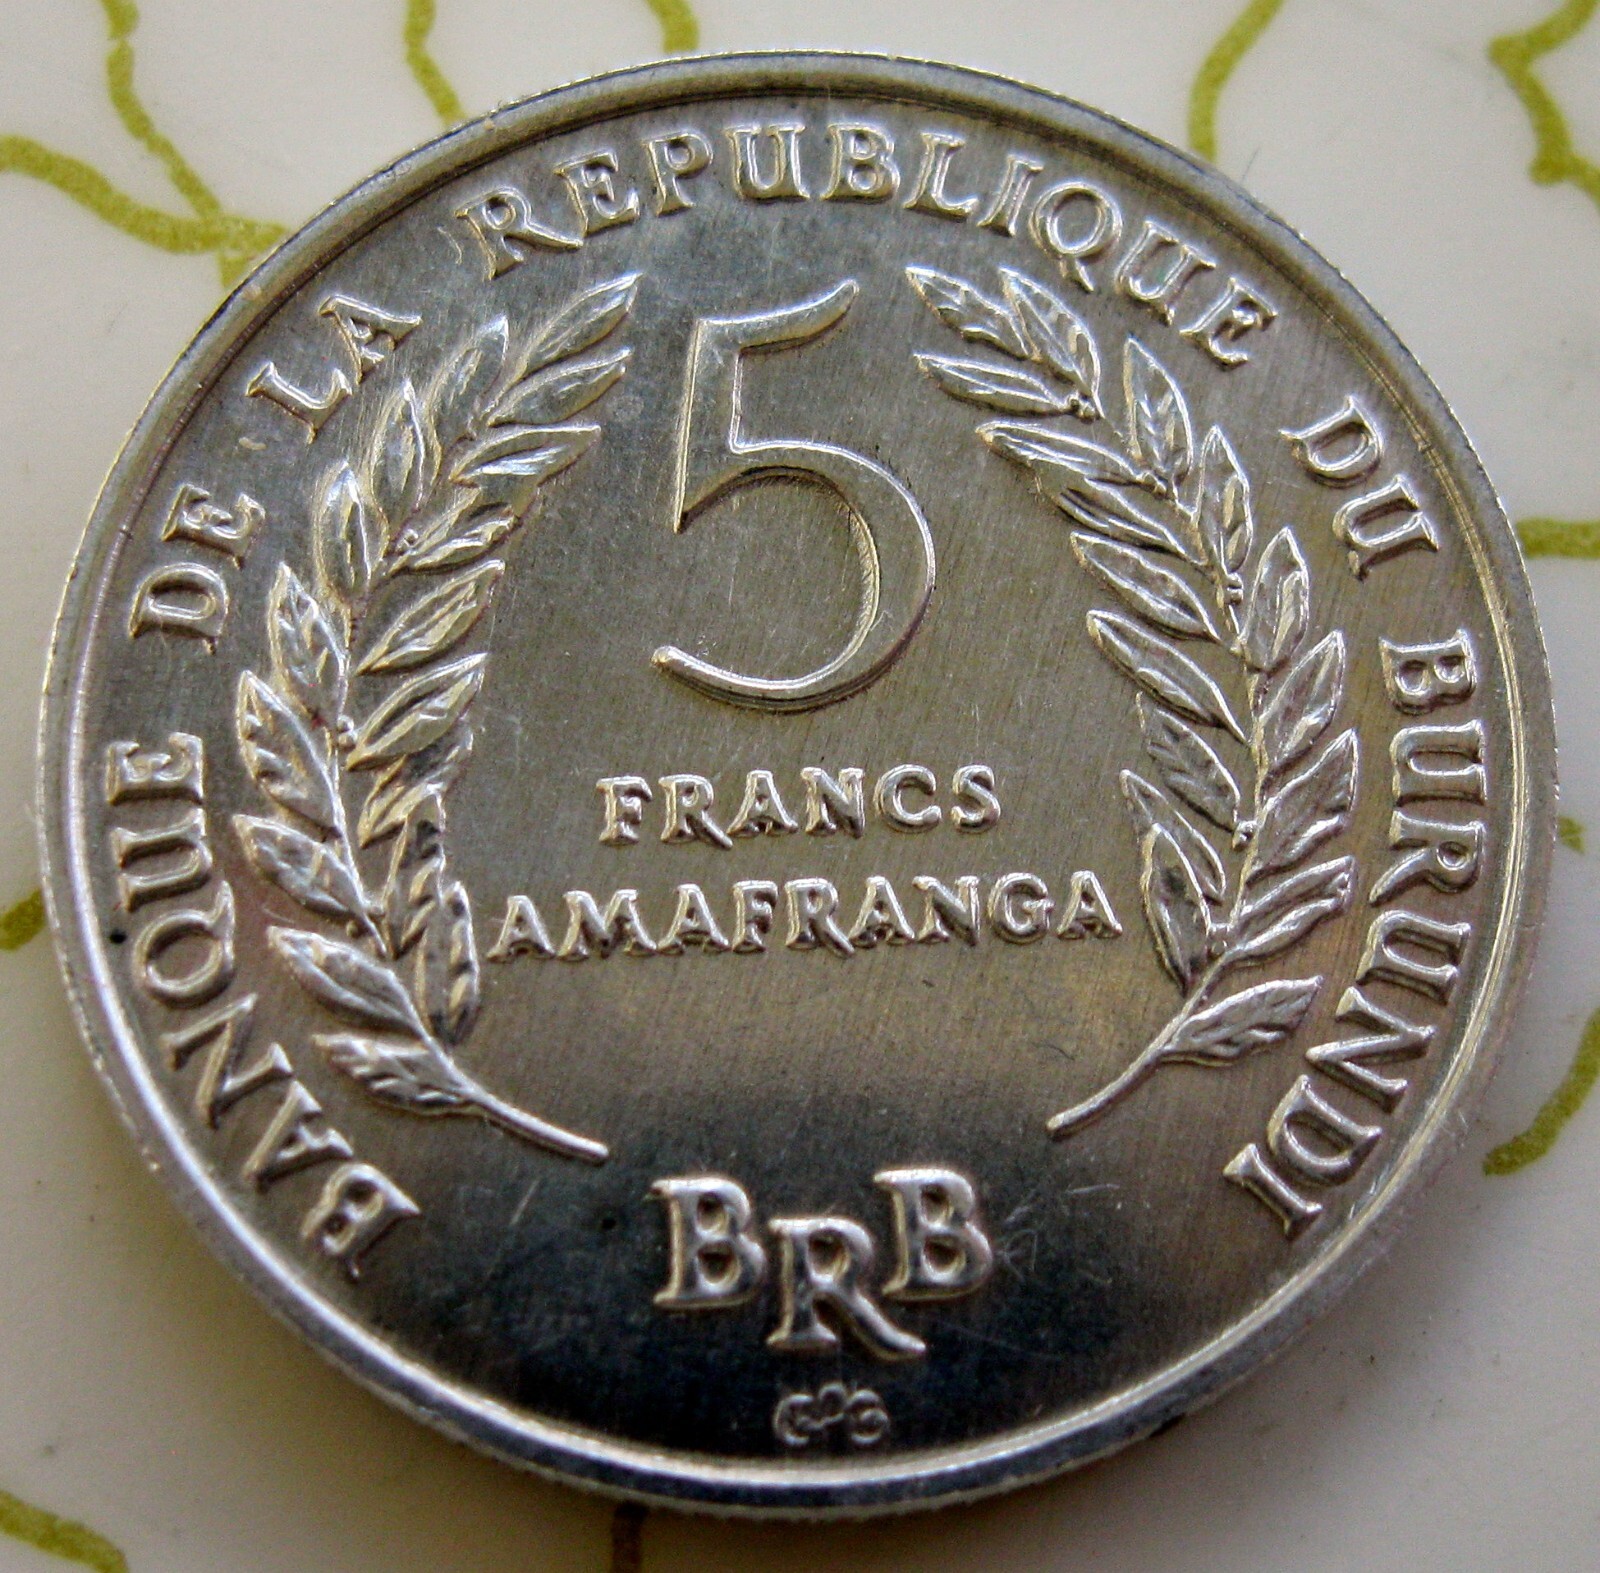 BANQUE DE LA REPUBLIQUE DU BURUNDI
5
FRANCS
AMAFRANGA
BRB